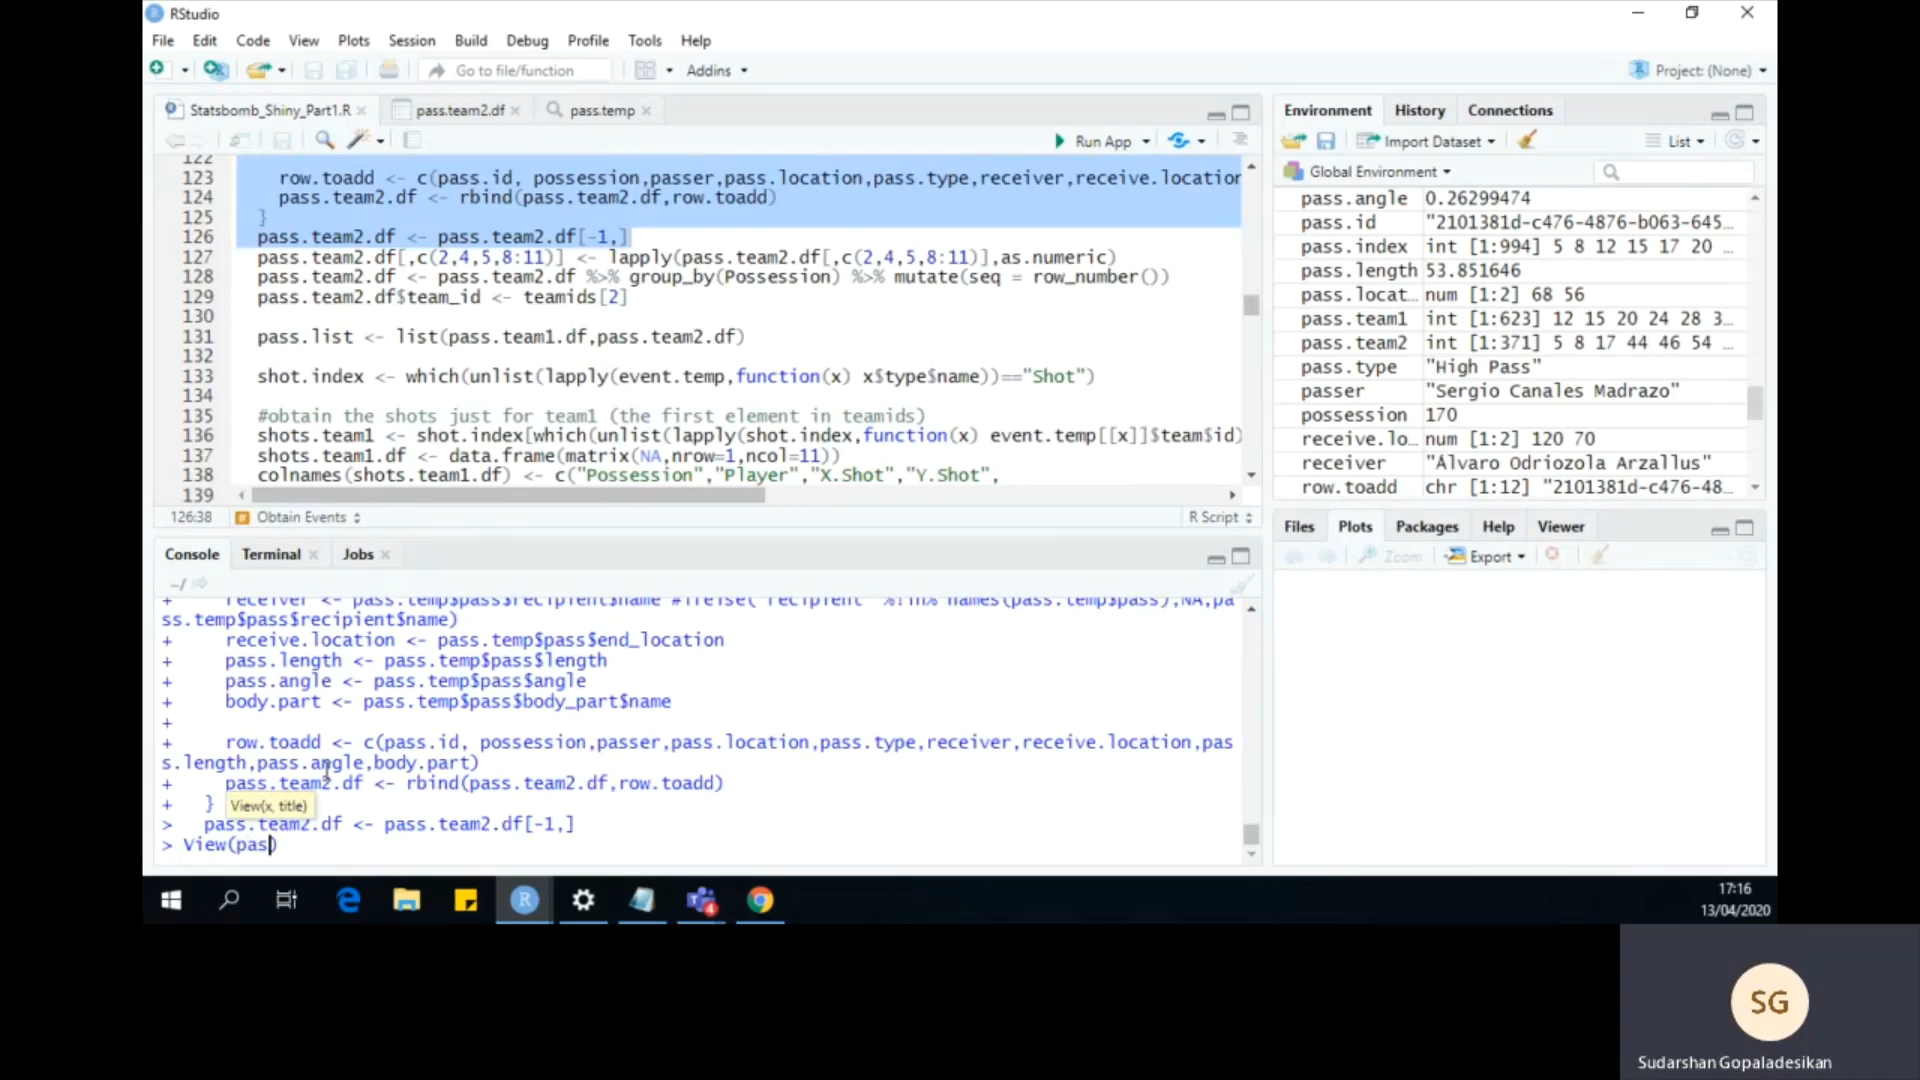 RStudio
File Edit Code View Plots Session Build Debug Profile Tools Help
Go to file/function Addins Project: (None)
Statsbomb_Shiny_Part1.R pass.team2.df pass.temp
Run App
122
123 row.toadd <- c(pass.id, possession,passer,pass.location,pass.type,receiver,receive.location
124 pass.team2.df <- rbind(pass.team2.df,row.toadd)
125 }
126 pass.team2.df <- pass.team2.df[-1,]
127 pass.team2.df[,c(2,4,5,8:11)] <- lapply(pass.team2.df[,c(2,4,5,8:11)],as.numeric)
128 pass.team2.df <- pass.team2.df %>% group_by(Possession) %>% mutate(seq = row_number())
129 pass.team2.df$team_id <- teamids[2]
130
131 pass.list <- list(pass.team1.df,pass.team2.df)
132
133 shot.index <- which(unlist(lapply(event.temp,function(x) x$type$name))=="Shot")
134
135 #obtain the shots just for team1 (the first element in teamids)
136 shots.team1 <- shot.index[which(unlist(lapply(shot.index,function(x) event.temp[[x]]$team$id)
137 shots.team1.df <- data.frame(matrix(NA,nrow=1,ncol=11))
138 colnames(shots.team1.df) <- c("Possession","Player","X.Shot","Y.Shot",
139
126:38 Obtain Events R Script
Console Terminal Jobs
~/
+ receiver <- pass.temp$pass$recipient$name #ifelse("recipient" %!in% names(pass.temp$pass),NA,pa
ss.temp$pass$recipient$name)
+ receive.location <- pass.temp$pass$end_location
+ pass.length <- pass.temp$pass$length
+ pass.angle <- pass.temp$pass$angle
+ body.part <- pass.temp$pass$body_part$name
+
+ row.toadd <- c(pass.id, possession,passer,pass.location,pass.type,receiver,receive.location,pas
s.length,pass.angle,body.part)
+ pass.team2.df <- rbind(pass.team2.df,row.toadd)
+ }
View(x, title)
> pass.team2.df <- pass.team2.df[-1,]
> View(pas)
Environment History Connections
Import Dataset List
Global Environment
pass.angle 0.26299474
pass.id "2101381d-c476-4876-b063-645…
pass.index int [1:994] 5 8 12 15 17 20 …
pass.length 53.851646
pass.locat… num [1:2] 68 56
pass.team1 int [1:623] 12 15 20 24 28 3…
pass.team2 int [1:371] 5 8 17 44 46 54 …
pass.type "High Pass"
passer "Sergio Canales Madrazo"
possession 170
receive.lo… num [1:2] 120 70
receiver "Álvaro Odriozola Arzallus"
row.toadd chr [1:12] "2101381d-c476-48…
Files Plots Packages Help Viewer
Zoom Export
4
17:16
13/04/2020
SG
Sudarshan Gopaladesikan